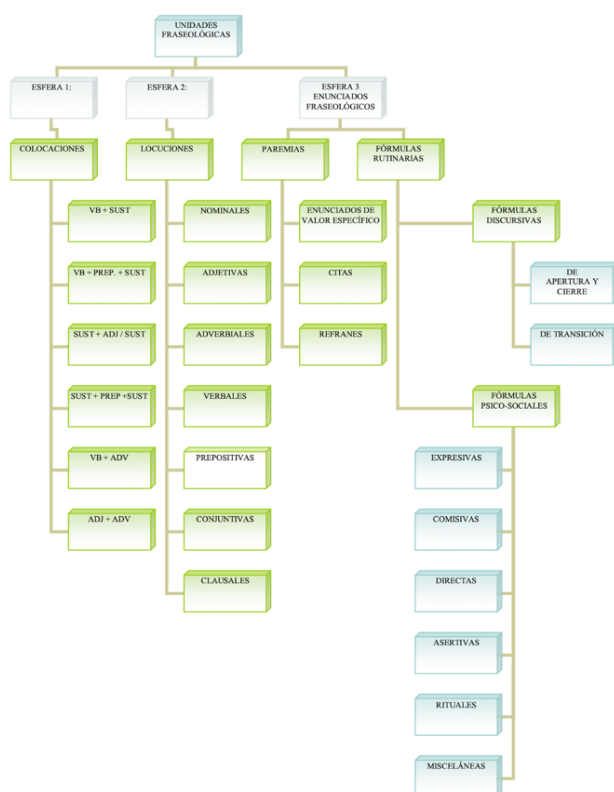 UNIDADES
FRASEOLÓGICAS
ESFERA 1:
ESFERA 2:
ESFERA 3
ENUNCIADOS
FRASEOLÓGICOS
COLOCACIONES
LOCUCIONES
PAREMIAS
FÓRMULAS
RUTINARIAS
VB + SUST
VB + PREP. + SUST
SUST + ADJ / SUST
SUST + PREP +SUST
VB + ADV
ADJ + ADV
NOMINALES
ADJETIVAS
ADVERBIALES
VERBALES
PREPOSITIVAS
CONJUNTIVAS
CLAUSALES
ENUNCIADOS DE
VALOR ESPECÍFICO
CITAS
REFRANES
FÓRMULAS
DISCURSIVAS
DE
APERTURA Y
CIERRE
DE TRANSICIÓN
FÓRMULAS
PSICO-SOCIALES
EXPRESIVAS
COMISIVAS
DIRECTAS
ASERTIVAS
RITUALES
MISCELÁNEAS